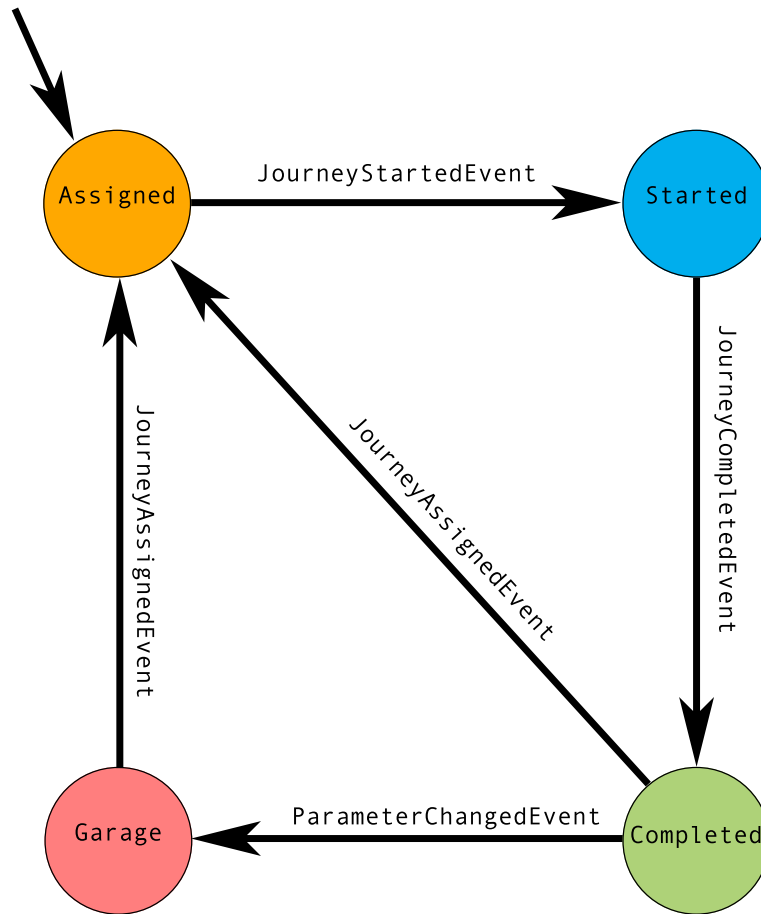 JourneyStartedEvent
Assigned
Started
JourneyCompletedEvent
JourneyAssignedEvent
JourneyAssignedEvent
ParameterChangedEvent
Garage
Completed